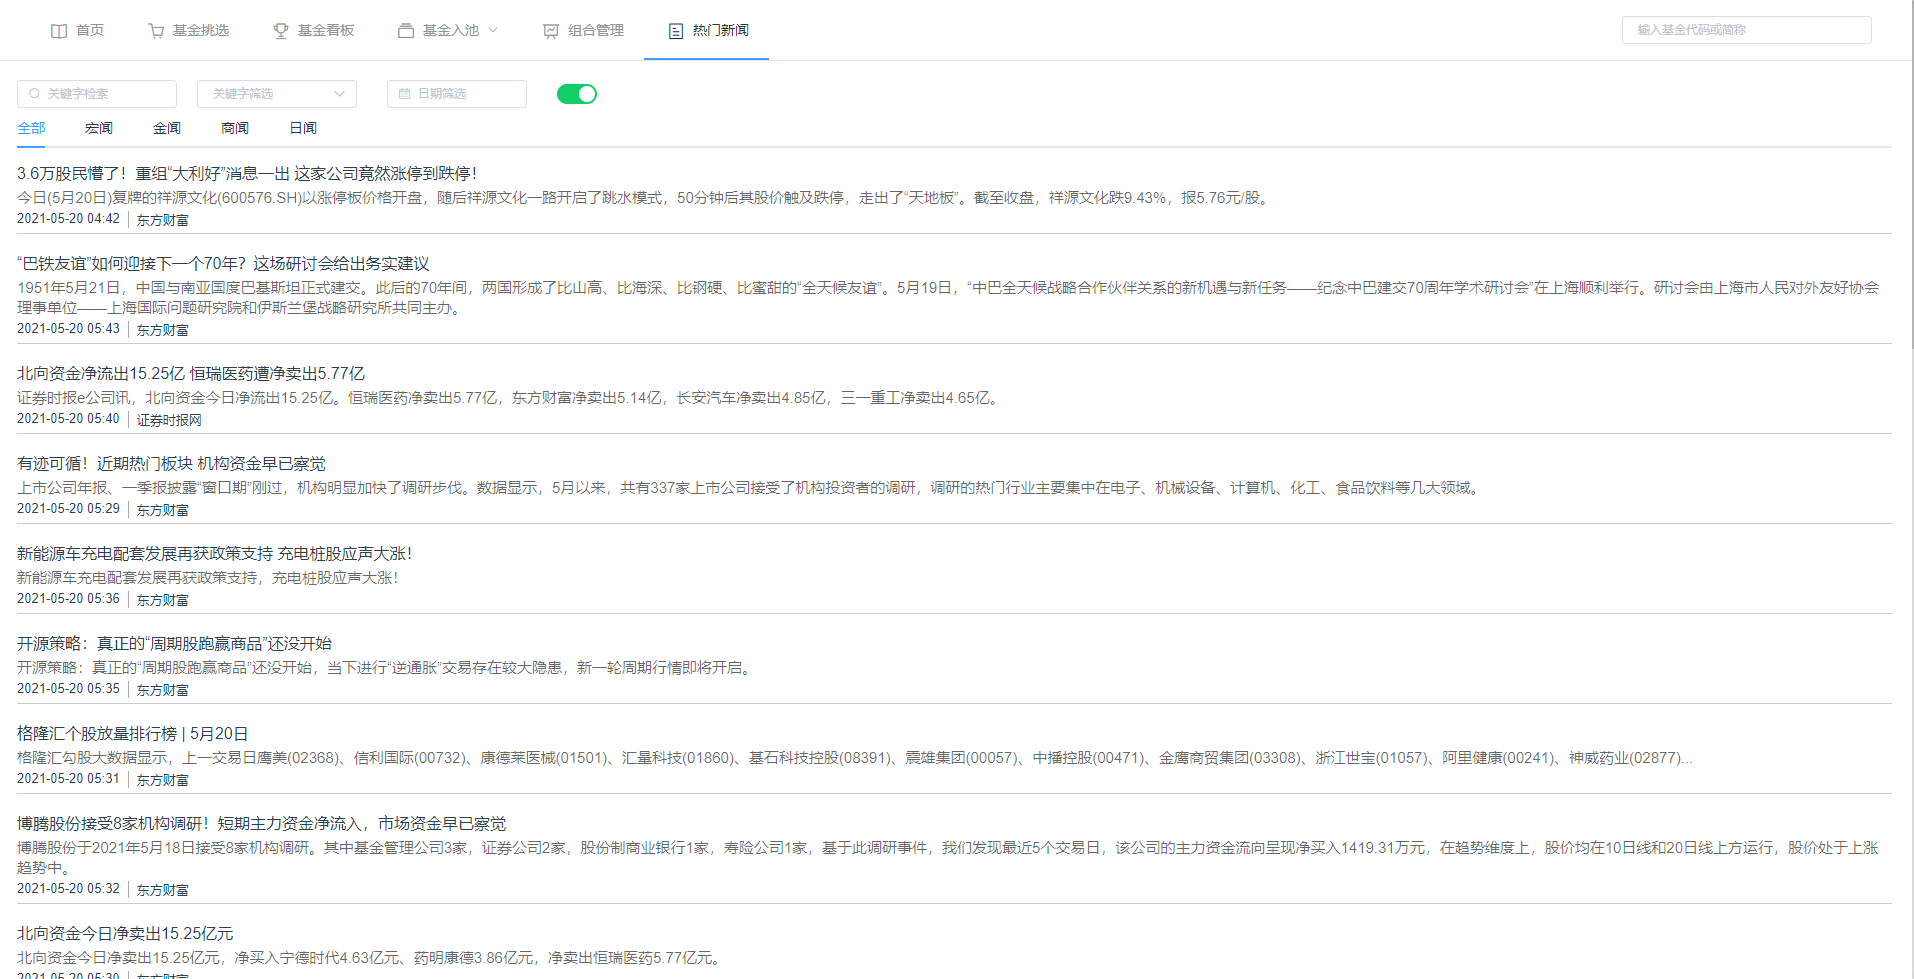 首页 基金挑选 基金看板 基金入池 组合管理 热门新闻 输入基金代码或简称
关键字检索 关键字筛选 日期筛选
全部 宏闻 金闻 商闻 日闻
3.6万股民懵了！重组“大利好”消息一出 这家公司竟然涨停到跌停！
今日(5月20日)复牌的祥源文化(600576.SH)以涨停板价格开盘，随后祥源文化一路开启了跳水模式，50分钟后其股价触及跌停，走出了“天地板”。截至收盘，祥源文化跌9.43%，报5.76元/股。
2021-05-20 04:42 东方财富
“巴铁友谊”如何迎接下一个70年？这场研讨会给出务实建议
1951年5月21日，中国与南亚国度巴基斯坦正式建交。此后的70年间，两国形成了比山高、比海深、比钢硬、比蜜甜的“全天候友谊”。5月19日，“中巴全天候战略合作伙伴关系的新机遇与新任务——纪念中巴建交70周年学术研讨会”在上海顺利举行。研讨会由上海市人民对外友好协会
理事单位——上海国际问题研究院和伊斯兰堡战略研究所共同主办。
2021-05-20 05:43 东方财富
北向资金净流出15.25亿 恒瑞医药遭净卖出5.77亿
证券时报e公司讯，北向资金今日净流出15.25亿。恒瑞医药净卖出5.77亿，东方财富净卖出5.14亿，长安汽车净卖出4.85亿，三一重工净卖出4.65亿。
2021-05-20 05:40 证券时报网
有迹可循！近期热门板块 机构资金早已察觉
上市公司年报、一季报披露“窗口期”刚过，机构明显加快了调研步伐。数据显示，5月以来，共有337家上市公司接受了机构投资者的调研，调研的热门行业主要集中在电子、机械设备、计算机、化工、食品饮料等几大领域。
2021-05-20 05:29 东方财富
新能源车充电配套发展再获政策支持 充电桩股应声大涨！
新能源车充电配套发展再获政策支持，充电桩股应声大涨！
2021-05-20 05:36 东方财富
开源策略：真正的“周期股跑赢商品”还没开始
开源策略：真正的“周期股跑赢商品”还没开始，当下进行“逆通胀”交易存在较大隐患，新一轮周期行情即将开启。
2021-05-20 05:35 东方财富
格隆汇个股放量排行榜 | 5月20日
格隆汇勾股大数据显示，上一交易日鹰美(02368)、信利国际(00732)、康德莱医械(01501)、汇量科技(01860)、基石科技控股(08391)、震雄集团(00057)、中播控股(00471)、金鹰商贸集团(03308)、浙江世宝(01057)、阿里健康(00241)、神威药业(02877)...
2021-05-20 05:31 东方财富
博腾股份接受8家机构调研！短期主力资金净流入，市场资金早已察觉
博腾股份于2021年5月18日接受8家机构调研。其中基金管理公司3家，证券公司2家，股份制商业银行1家，寿险公司1家，基于此调研事件，我们发现最近5个交易日，该公司的主力资金流向呈现净买入1419.31万元，在趋势维度上，股价均在10日线和20日线上方运行，股价处于上涨
趋势中。
2021-05-20 05:32 东方财富
北向资金今日净卖出15.25亿元
北向资金今日净卖出15.25亿元，净买入宁德时代4.63亿元、药明康德3.86亿元，净卖出恒瑞医药5.77亿元。
2021-05-20 05:30 东方财富